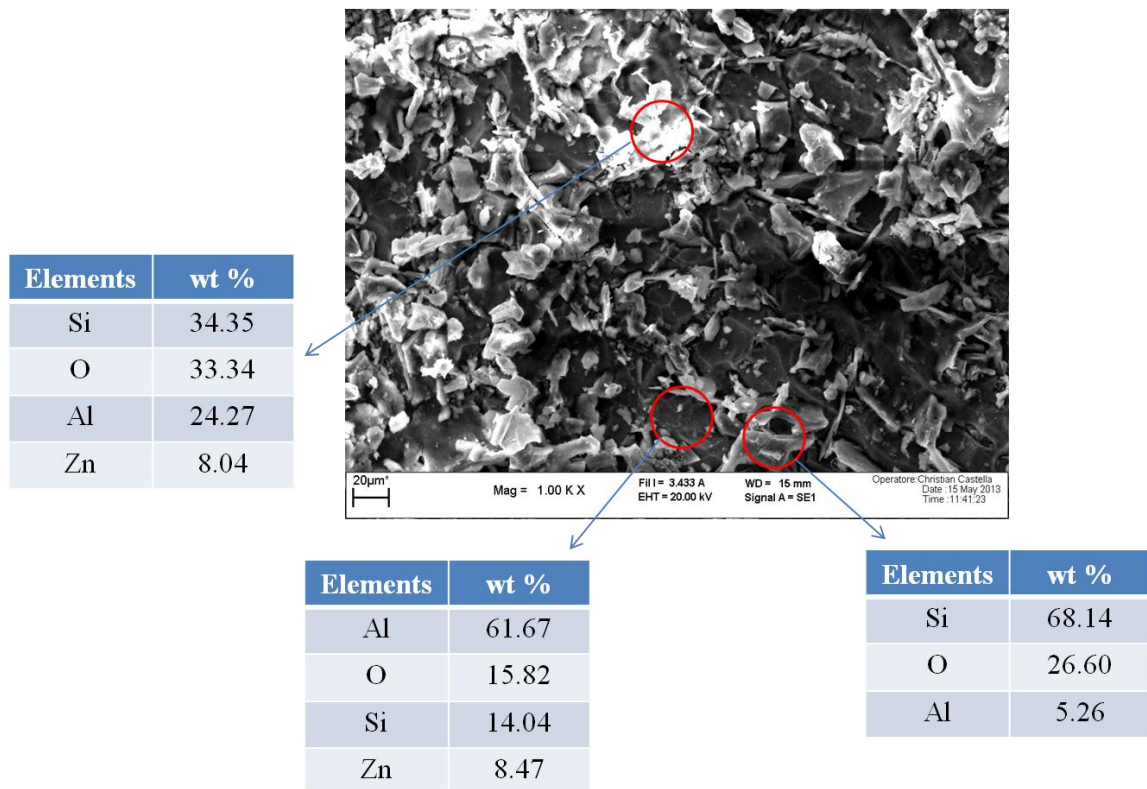 Elements wt %
Si 34.35
O 33.34
Al 24.27
Zn 8.04
20µm*
Mag = 1.00 K X
Fil I = 3.433 A
EHT = 20.00 kV
WD = 15 mm
Signal A = SE1
Operatore:Christian Castella
Date :15 May 2013
Time :11:41:23
Elements wt %
Al 61.67
O 15.82
Si 14.04
Zn 8.47
Elements wt %
Si 68.14
O 26.60
Al 5.26